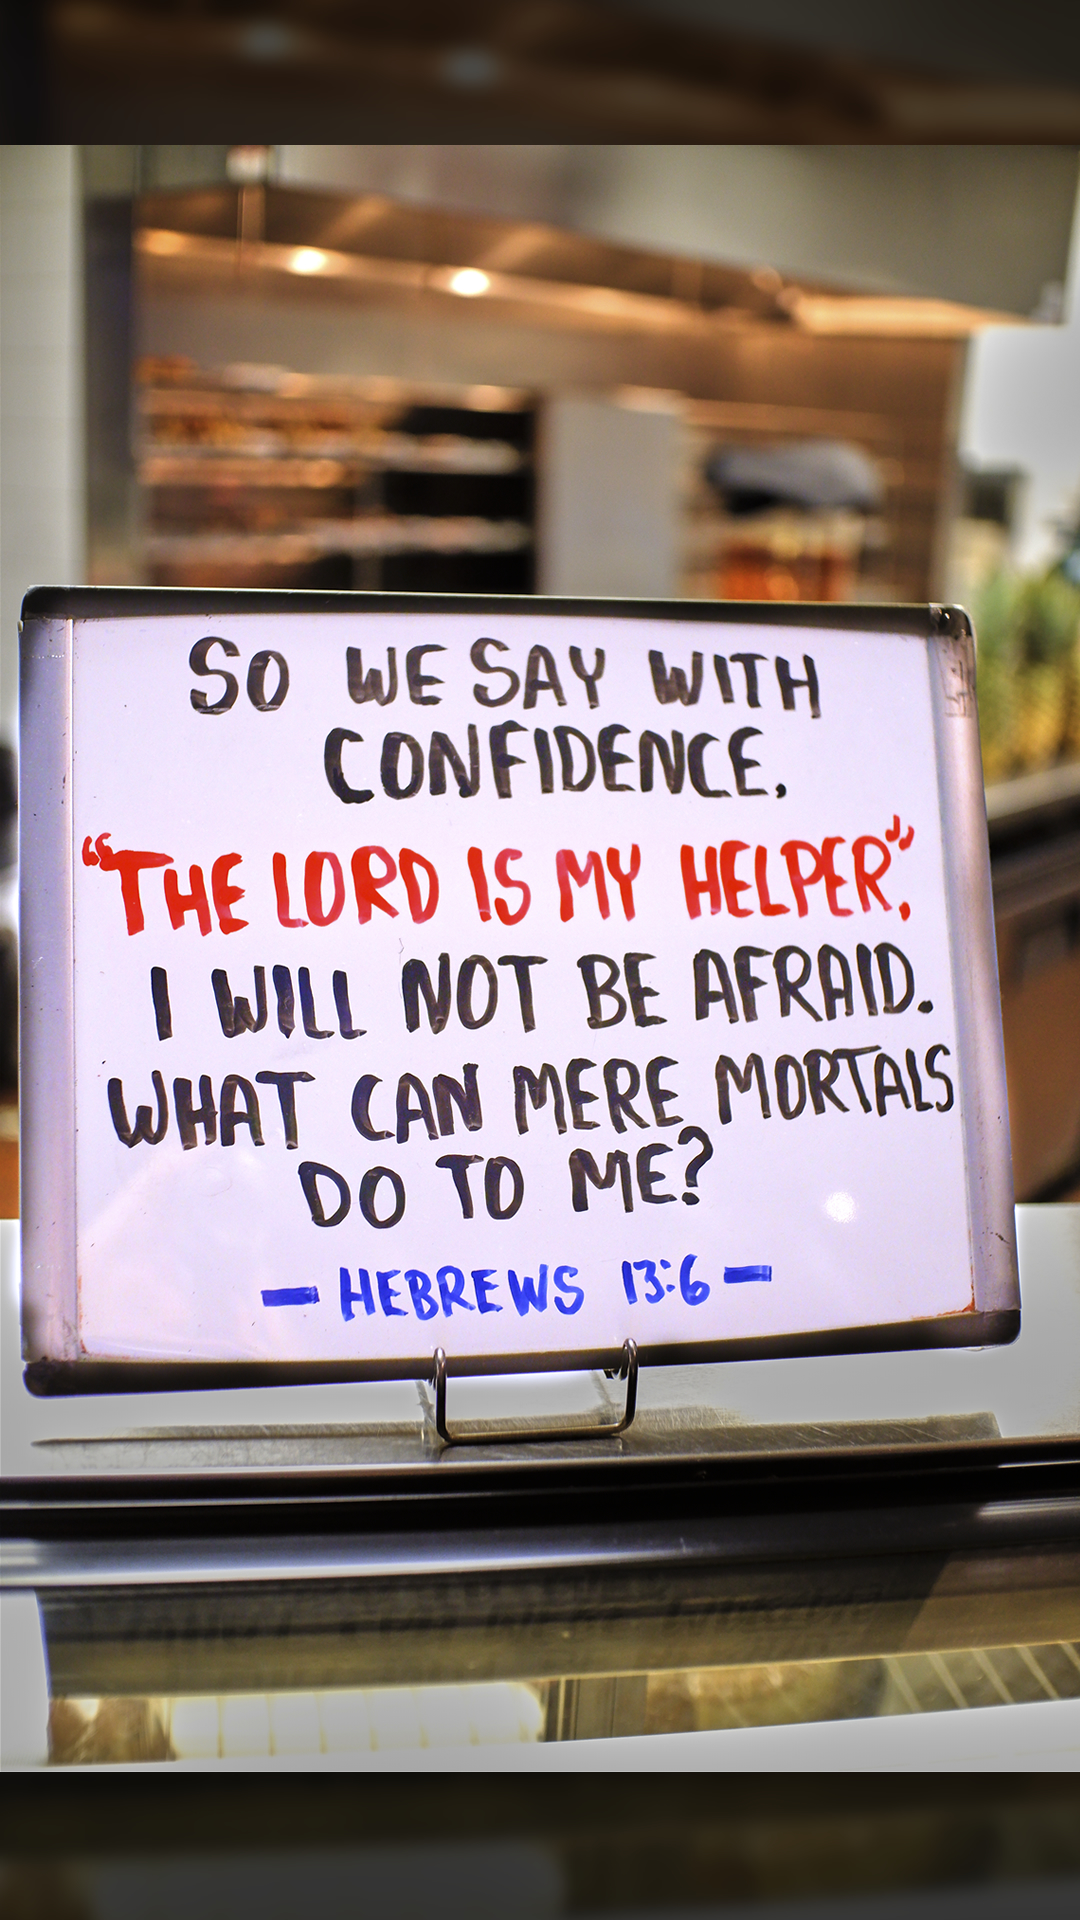 SO WE SAY WITH
CONFIDENCE,
“THE LORD IS MY HELPER”,
I WILL NOT BE AFRAID.
WHAT CAN MERE MORTALS
DO TO ME?
— HEBREWS 13:6 —